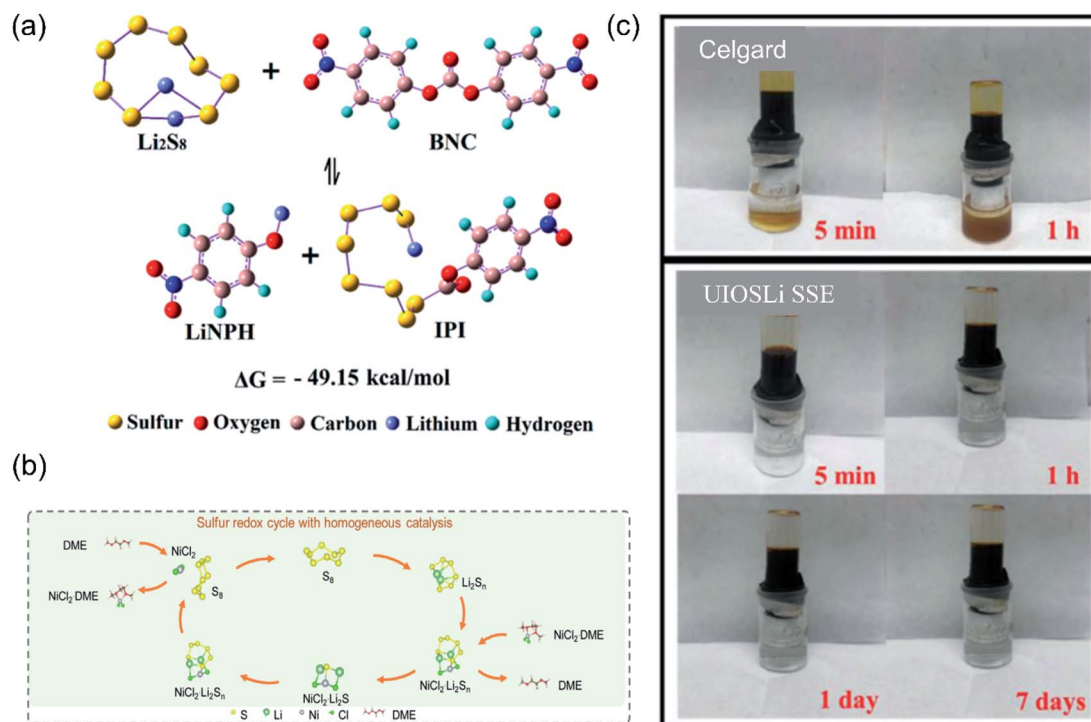 (a)
Li₂S₈
+
BNC
⇌
LiNPH
+
IPI
ΔG = - 49.15 kcal/mol
Sulfur Oxygen Carbon Lithium Hydrogen
(b)
Sulfur redox cycle with homogeneous catalysis
DME
NiCl₂
S₈
NiCl₂ DME
S₈
Li₂Sₙ
NiCl₂ DME
DME
NiCl₂ Li₂Sₙ
NiCl₂ Li₂S
NiCl₂ Li₂Sₙ
S Li Ni Cl DME
(c)
Celgard
5 min
1 h
UIOSLi SSE
5 min
1 h
1 day
7 days